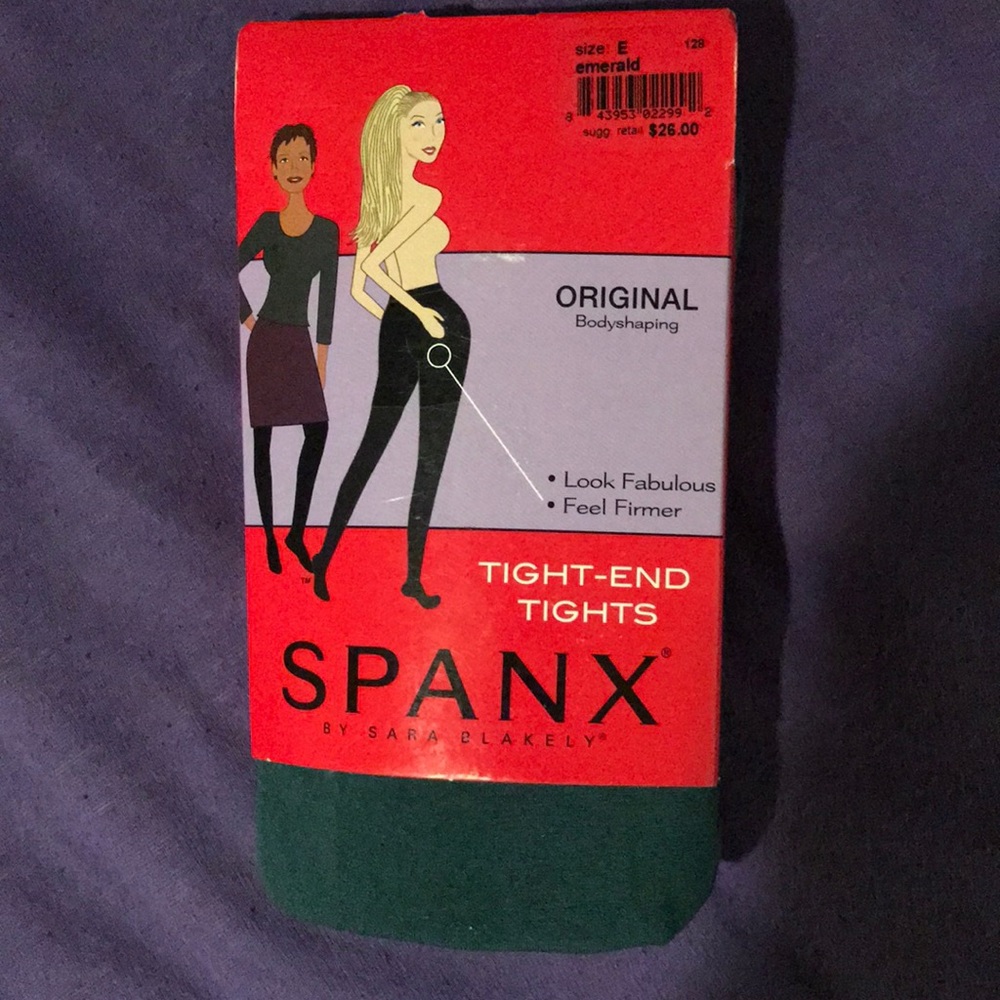 size: E 128
emerald
8 43953 02299 2
sugg. retail $26.00
ORIGINAL
Bodyshaping
• Look Fabulous
• Feel Firmer
TM
TIGHT-END
TIGHTS
SPANX®
BY SARA BLAKELY®